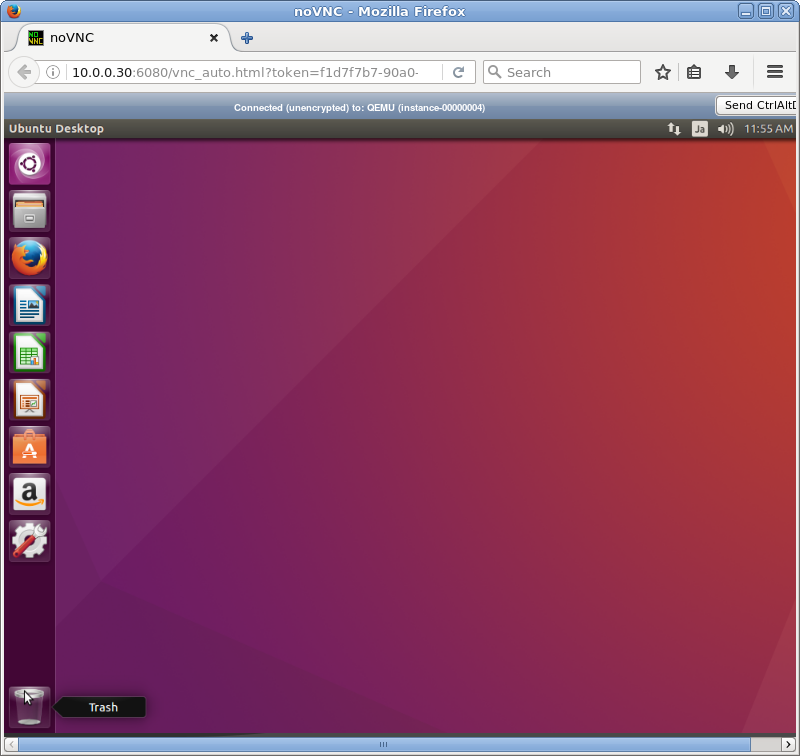 noVNC - Mozilla Firefox
noVNC
10.0.0.30:6080/vnc_auto.html?token=f1d7f7b7-90a0-
Search
Connected (unencrypted) to: QEMU (instance-00000004)
Send CtrlAltD
Ubuntu Desktop
Ja
11:55 AM
Trash